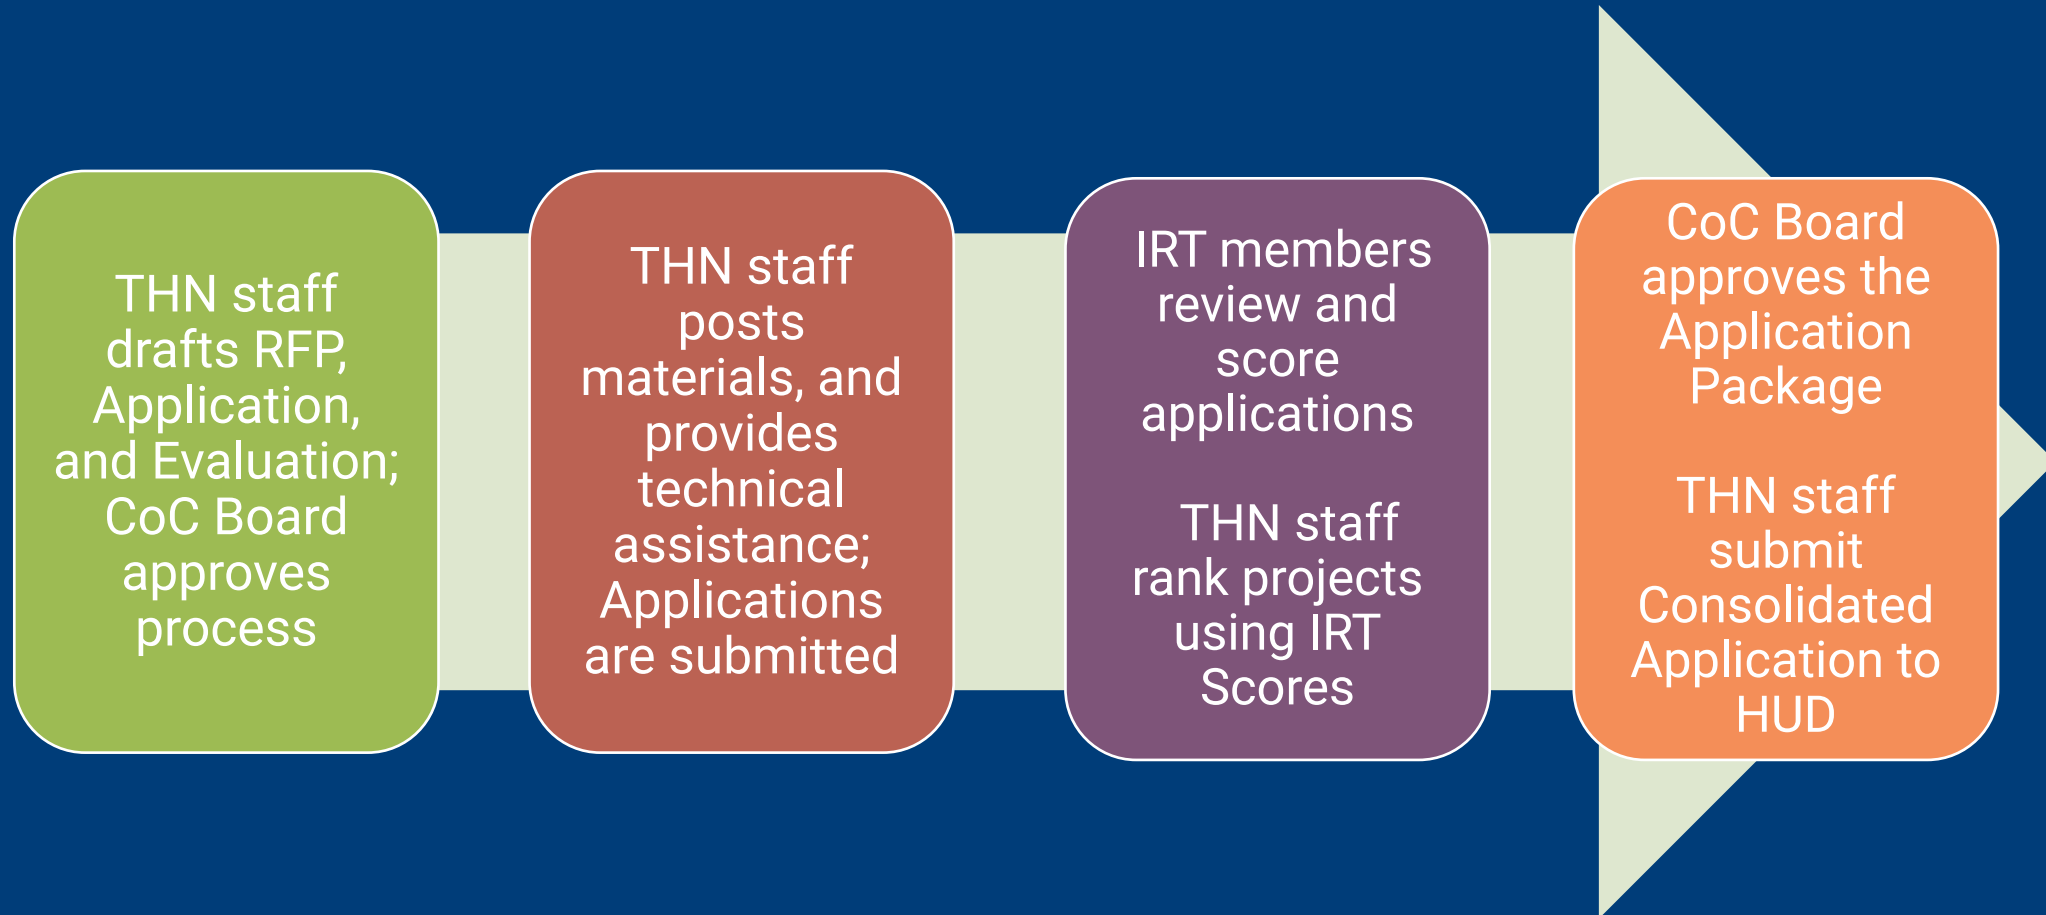 THN staff
drafts RFP,
Application,
and Evaluation;
CoC Board
approves
process
THN staff
posts
materials, and
provides
technical
assistance;
Applications
are submitted
IRT members
review and
score
applications
THN staff
rank projects
using IRT
Scores
CoC Board
approves the
Application
Package
THN staff
submit
Consolidated
Application to
HUD